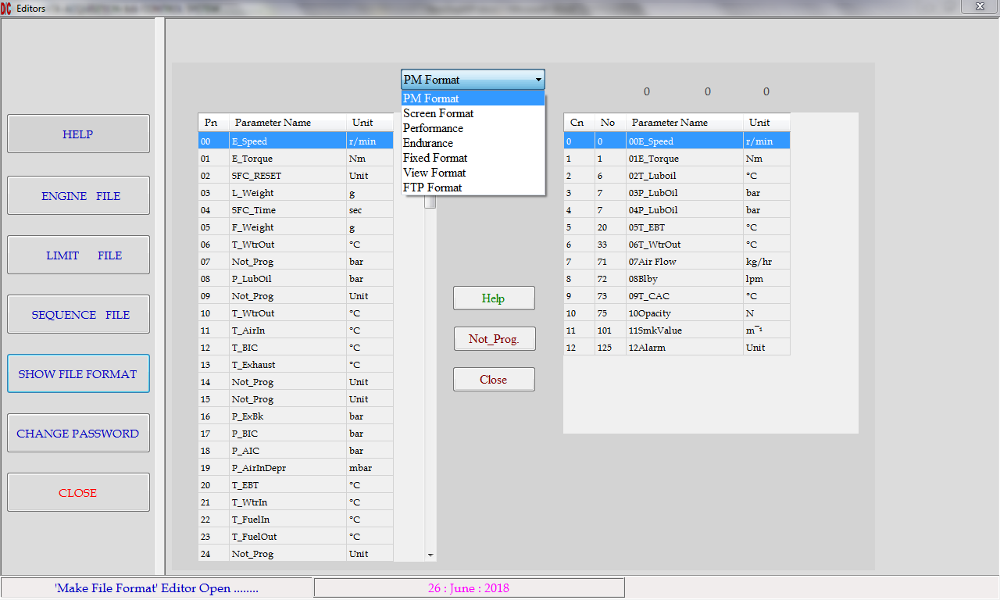 DC Editors
PM Format
PM Format
Screen Format
Performance
Endurance
Fixed Format
View Format
FTP Format
0 0 0
HELP
ENGINE FILE
LIMIT FILE
SEQUENCE FILE
SHOW FILE FORMAT
CHANGE PASSWORD
CLOSE
Pn Parameter Name Unit
00 E_Speed r/min
01 E_Torque Nm
02 SFC_RESET Unit
03 L_Weight g
04 SFC_Time sec
05 F_Weight g
06 T_WtrOut °C
07 Not_Prog bar
08 P_LubOil bar
09 Not_Prog Unit
10 T_WtrOut °C
11 T_AirIn °C
12 T_BIC °C
13 T_Exhaust °C
14 Not_Prog Unit
15 Not_Prog Unit
16 P_ExBk bar
17 P_BIC bar
18 P_AIC bar
19 P_AirInDepr mbar
20 T_EBT °C
21 T_WtrIn °C
22 T_FuelIn °C
23 T_FuelOut °C
24 Not_Prog Unit
Help
Not_Prog.
Close
Cn No Parameter Name Unit
0 0 00E_Speed r/min
1 1 01E_Torque Nm
2 6 02T_Luboil °C
3 7 03P_LubOil bar
4 7 04P_LubOil bar
5 20 05T_EBT °C
6 33 06T_WtrOut °C
7 71 07Air Flow kg/hr
8 72 08Blby lpm
9 73 09T_CAC °C
10 75 10Opacity N
11 101 11SmkValue m¯¹
12 125 12Alarm Unit
'Make File Format' Editor Open ........
26 : June : 2018